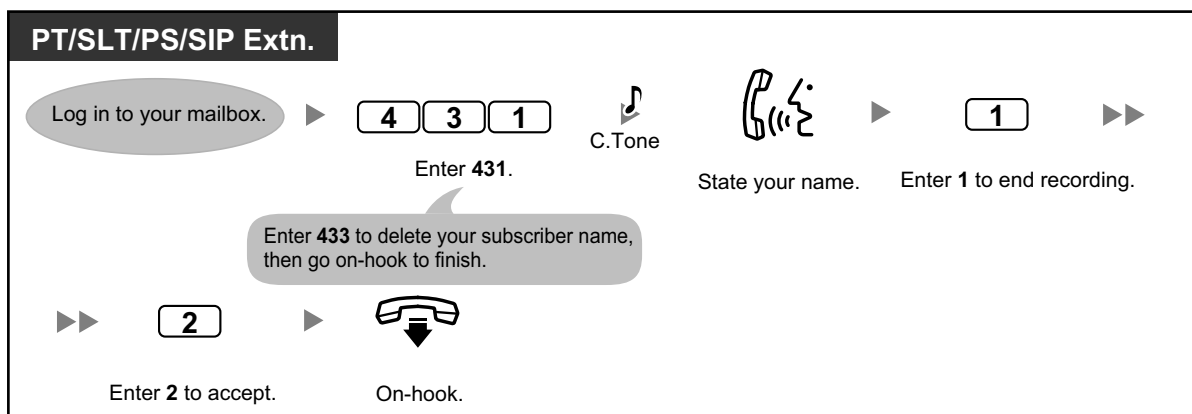 PT/SLT/PS/SIP Extn.
Log in to your mailbox.
4 3 1
C.Tone
Enter 431.
State your name.
1
Enter 1 to end recording.
Enter 433 to delete your subscriber name,
then go on-hook to finish.
2
Enter 2 to accept.
On-hook.